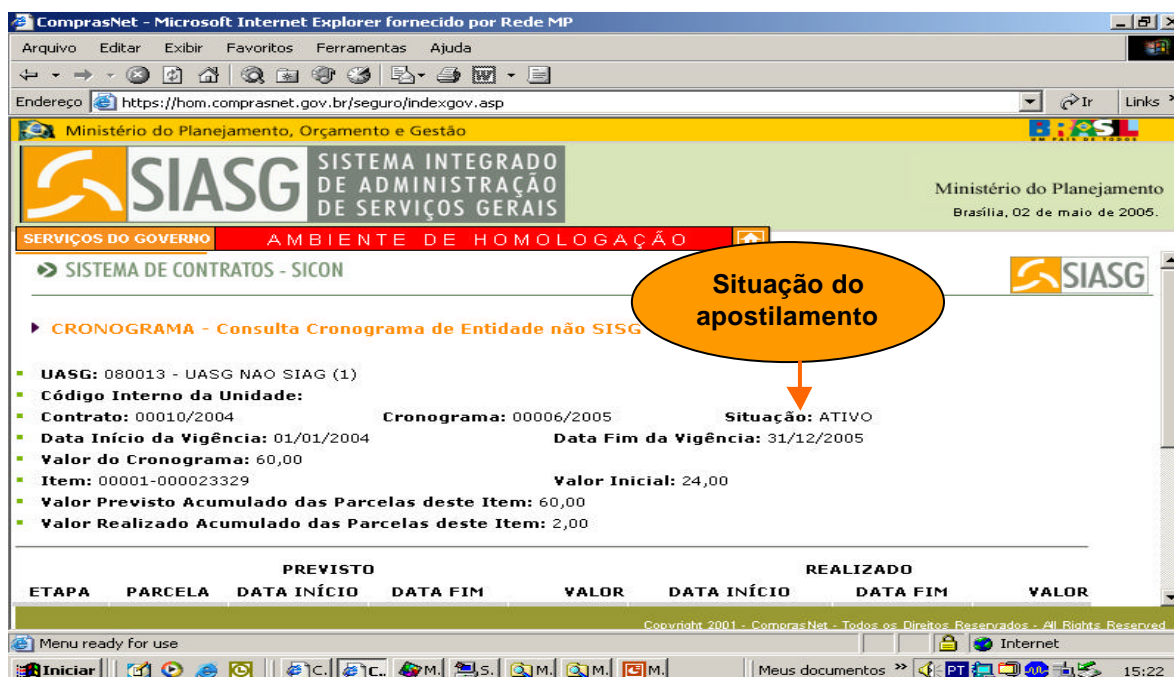 ComprasNet - Microsoft Internet Explorer fornecido por Rede MP
Arquivo Editar Exibir Favoritos Ferramentas Ajuda
Endereço https://hom.comprasnet.gov.br/seguro/indexgov.asp Ir Links
Ministério do Planejamento, Orçamento e Gestão BRASIL
UM PAÍS DE TODOS
SIASG SISTEMA INTEGRADO
DE ADMINISTRAÇÃO
DE SERVIÇOS GERAIS
Ministério do Planejamento
Brasília, 02 de maio de 2005.
SERVIÇOS DO GOVERNO AMBIENTE DE HOMOLOGAÇÃO
SISTEMA DE CONTRATOS - SICON
SIASG
Situação do
apostilamento
CRONOGRAMA - Consulta Cronograma de Entidade não SISG
UASG: 080013 - UASG NAO SIAG (1)
Código Interno da Unidade:
Contrato: 00010/2004 Cronograma: 00006/2005 Situação: ATIVO
Data Início da Vigência: 01/01/2004 Data Fim da Vigência: 31/12/2005
Valor do Cronograma: 60,00
Item: 00001-000023329 Valor Inicial: 24,00
Valor Previsto Acumulado das Parcelas deste Item: 60,00
Valor Realizado Acumulado das Parcelas deste Item: 2,00
PREVISTO REALIZADO
ETAPA PARCELA DATA INÍCIO DATA FIM VALOR DATA INÍCIO DATA FIM VALOR
Copyright 2001 - ComprasNet - Todos os Direitos Reservados - All Rights Reserved
Menu ready for use Internet
Iniciar C. C.. M. S. M. M. M. Meus documentos PT 15:22